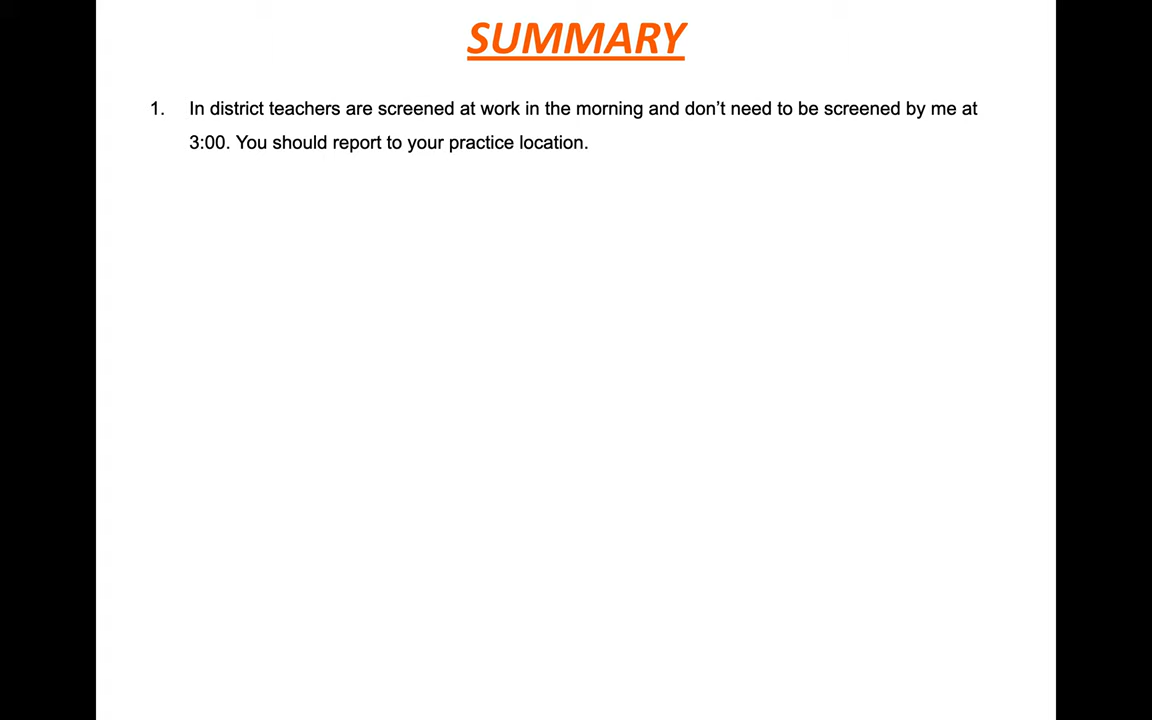 SUMMARY
1. In district teachers are screened at work in the morning and don’t need to be screened by me at
3:00. You should report to your practice location.